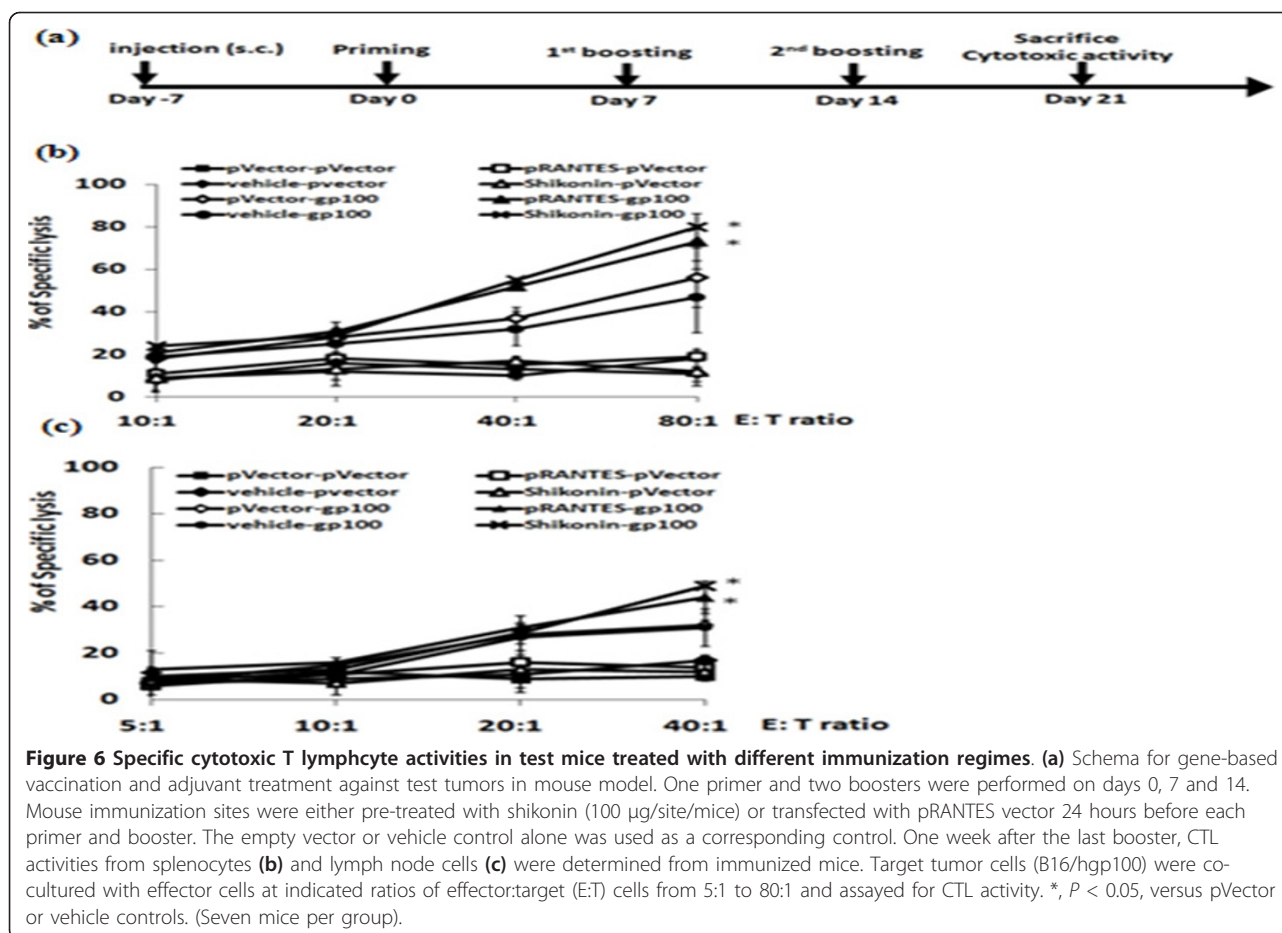 (a)
injection (s.c.) Priming 1st boosting 2nd boosting Sacrifice
Cytotoxic activity
Day -7 Day 0 Day 7 Day 14 Day 21
(b)
pVector-pVector pRANTES-pVector
vehicle-pvector Shikonin-pVector
pVector-gp100 pRANTES-gp100
vehicle-gp100 Shikonin-gp100
% of Specific lysis
100
80
60
40
20
0
*
*
10:1 20:1 40:1 80:1 E: T ratio
(c)
pVector-pVector pRANTES-pVector
vehicle-pvector Shikonin-pVector
pVector-gp100 pRANTES-gp100
vehicle-gp100 Shikonin-gp100
% of Specific lysis
100
80
60
40
20
0
*
*
5:1 10:1 20:1 40:1 E: T ratio
Figure 6 Specific cytotoxic T lymphcyte activities in test mice treated with different immunization regimes. (a) Schema for gene-based
vaccination and adjuvant treatment against test tumors in mouse model. One primer and two boosters were performed on days 0, 7 and 14.
Mouse immunization sites were either pre-treated with shikonin (100 μg/site/mice) or transfected with pRANTES vector 24 hours before each
primer and booster. The empty vector or vehicle control alone was used as a corresponding control. One week after the last booster, CTL
activities from splenocytes (b) and lymph node cells (c) were determined from immunized mice. Target tumor cells (B16/hgp100) were co-
cultured with effector cells at indicated ratios of effector:target (E:T) cells from 5:1 to 80:1 and assayed for CTL activity. *, P < 0.05, versus pVector
or vehicle controls. (Seven mice per group).